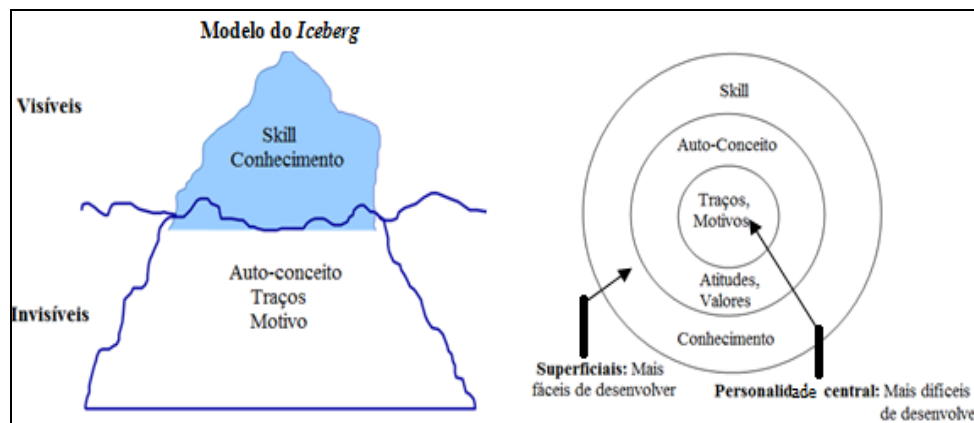 Modelo do Iceberg
Visíveis
Skill
Conhecimento
Auto-conceito
Traços
Motivo
Invisíveis
Skill
Auto-Conceito
Traços,
Motivos
Atitudes,
Valores
Conhecimento
Superficiais: Mais
fáceis de desenvolver
Personalidade central: Mais difíceis
de desenvolve